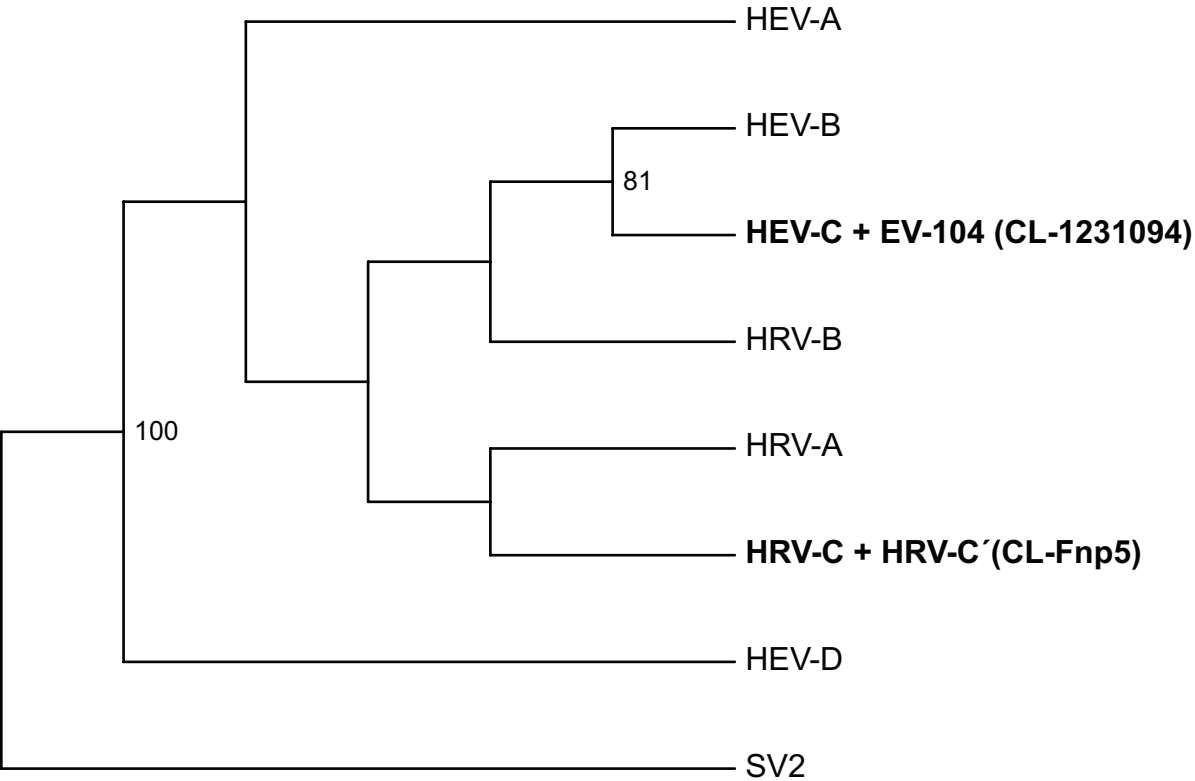 HEV-A
HEV-B
81
HEV-C + EV-104 (CL-1231094)
HRV-B
100
HRV-A
HRV-C + HRV-C´(CL-Fnp5)
HEV-D
SV2